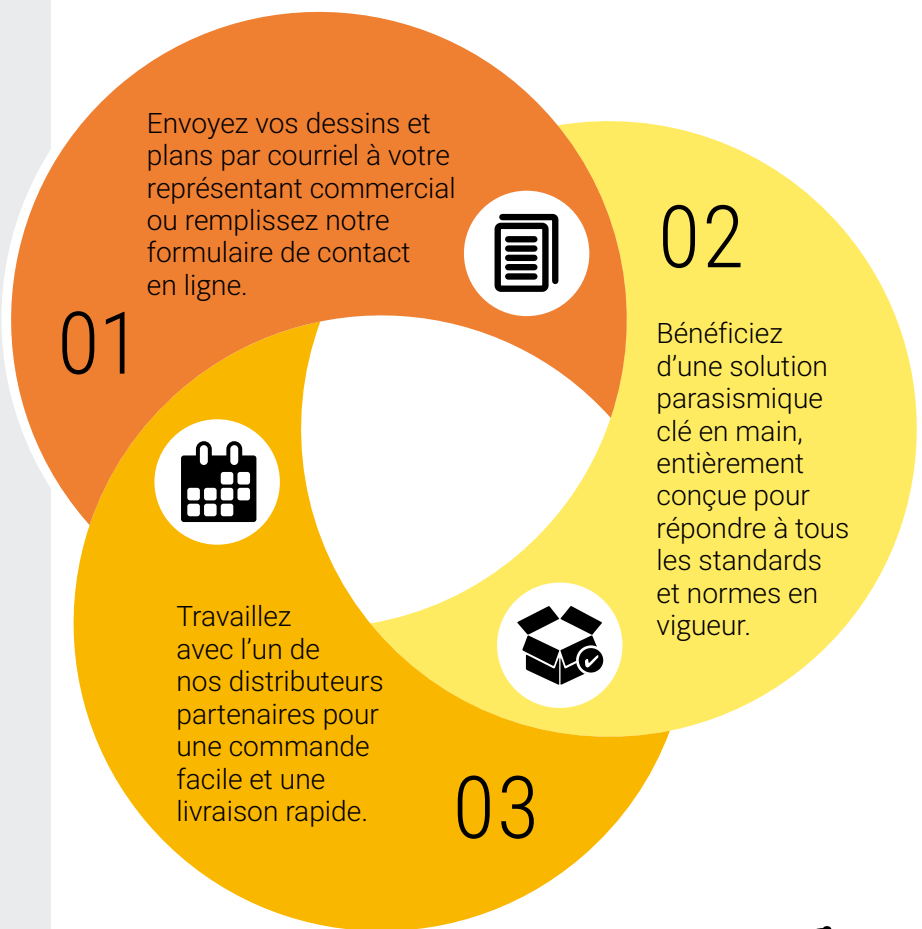 01
Envoyez vos dessins et
plans par courriel à votre
représentant commercial
ou remplissez notre
formulaire de contact
en ligne.
02
Bénéficiez
d'une solution
parasismique
clé en main,
entièrement
conçue pour
répondre à tous
les standards
et normes en
vigueur.
03
Travaillez
avec l'un de
nos distributeurs
partenaires pour
une commande
facile et une
livraison rapide.